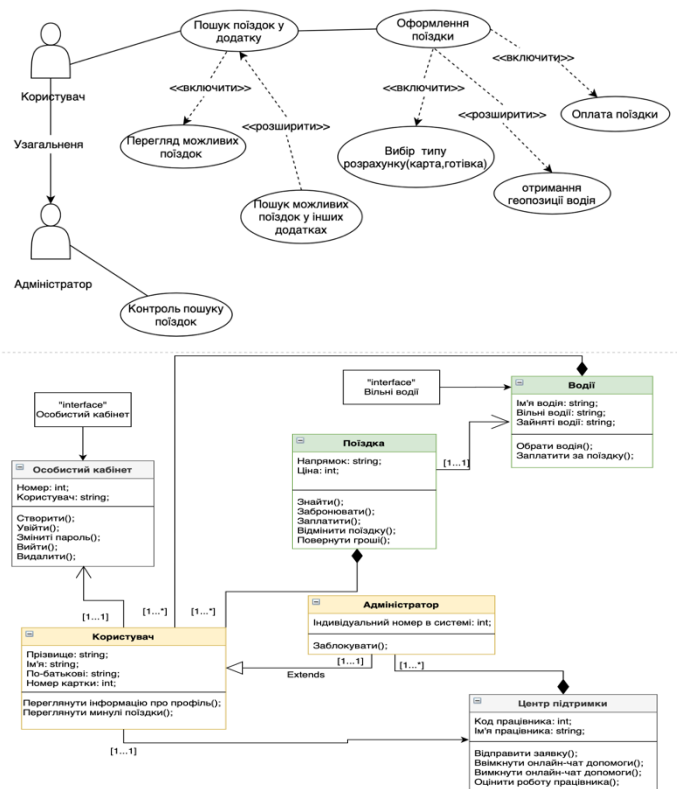 Пошук поїздок у
додатку
Оформлення
поїздки
<<включити>>
Користувач
<<включити>>
<<включити>>
<<розширити>>
Оплата поїздки
<<розширити>>
Узагальненя
Перегляд можливих
поїздок
Вибір типу
розрахунку(карта,готівка)
отримання
геопозиції водія
Пошук можливих
поїздок у інших
додатках
Адміністратор
Контроль пошуку
поїздок
"interface"
Особистий кабінет
"interface"
Вільні водії
Водії
Ім'я водія: string;
Вільні водії: string;
Зайняті водії: string;
Обрати водія();
Заплатити за поїздку();
Поїздка
Напрямок: string;
Ціна: int;
[1...1]
Знайти();
Забронювати();
Заплатити();
Відмінити поїздку();
Повернути гроші();
Особистий кабінет
Номер: int;
Користувач: string;
Створити();
Увійти();
Змініті пароль();
Вийти();
Видалити();
[1...1]
[1...*]
[1...*]
Адміністратор
Індивідуальний номер в системі: int;
Заблокувати();
[1...1]
[1...*]
Extends
Користувач
Прізвище: string;
Ім'я: string;
По-батькові: string;
Номер картки: int;
Переглянути інформацію про профіль();
Переглянути минулі поїздки();
[1...1]
Центр підтримки
Код працівника: int;
Ім'я працівника: string;
Відправити заявку();
Ввімкнути онлайн-чат допомоги();
Вимкнути онлайн-чат допомоги();
Оцінити роботу працівника();